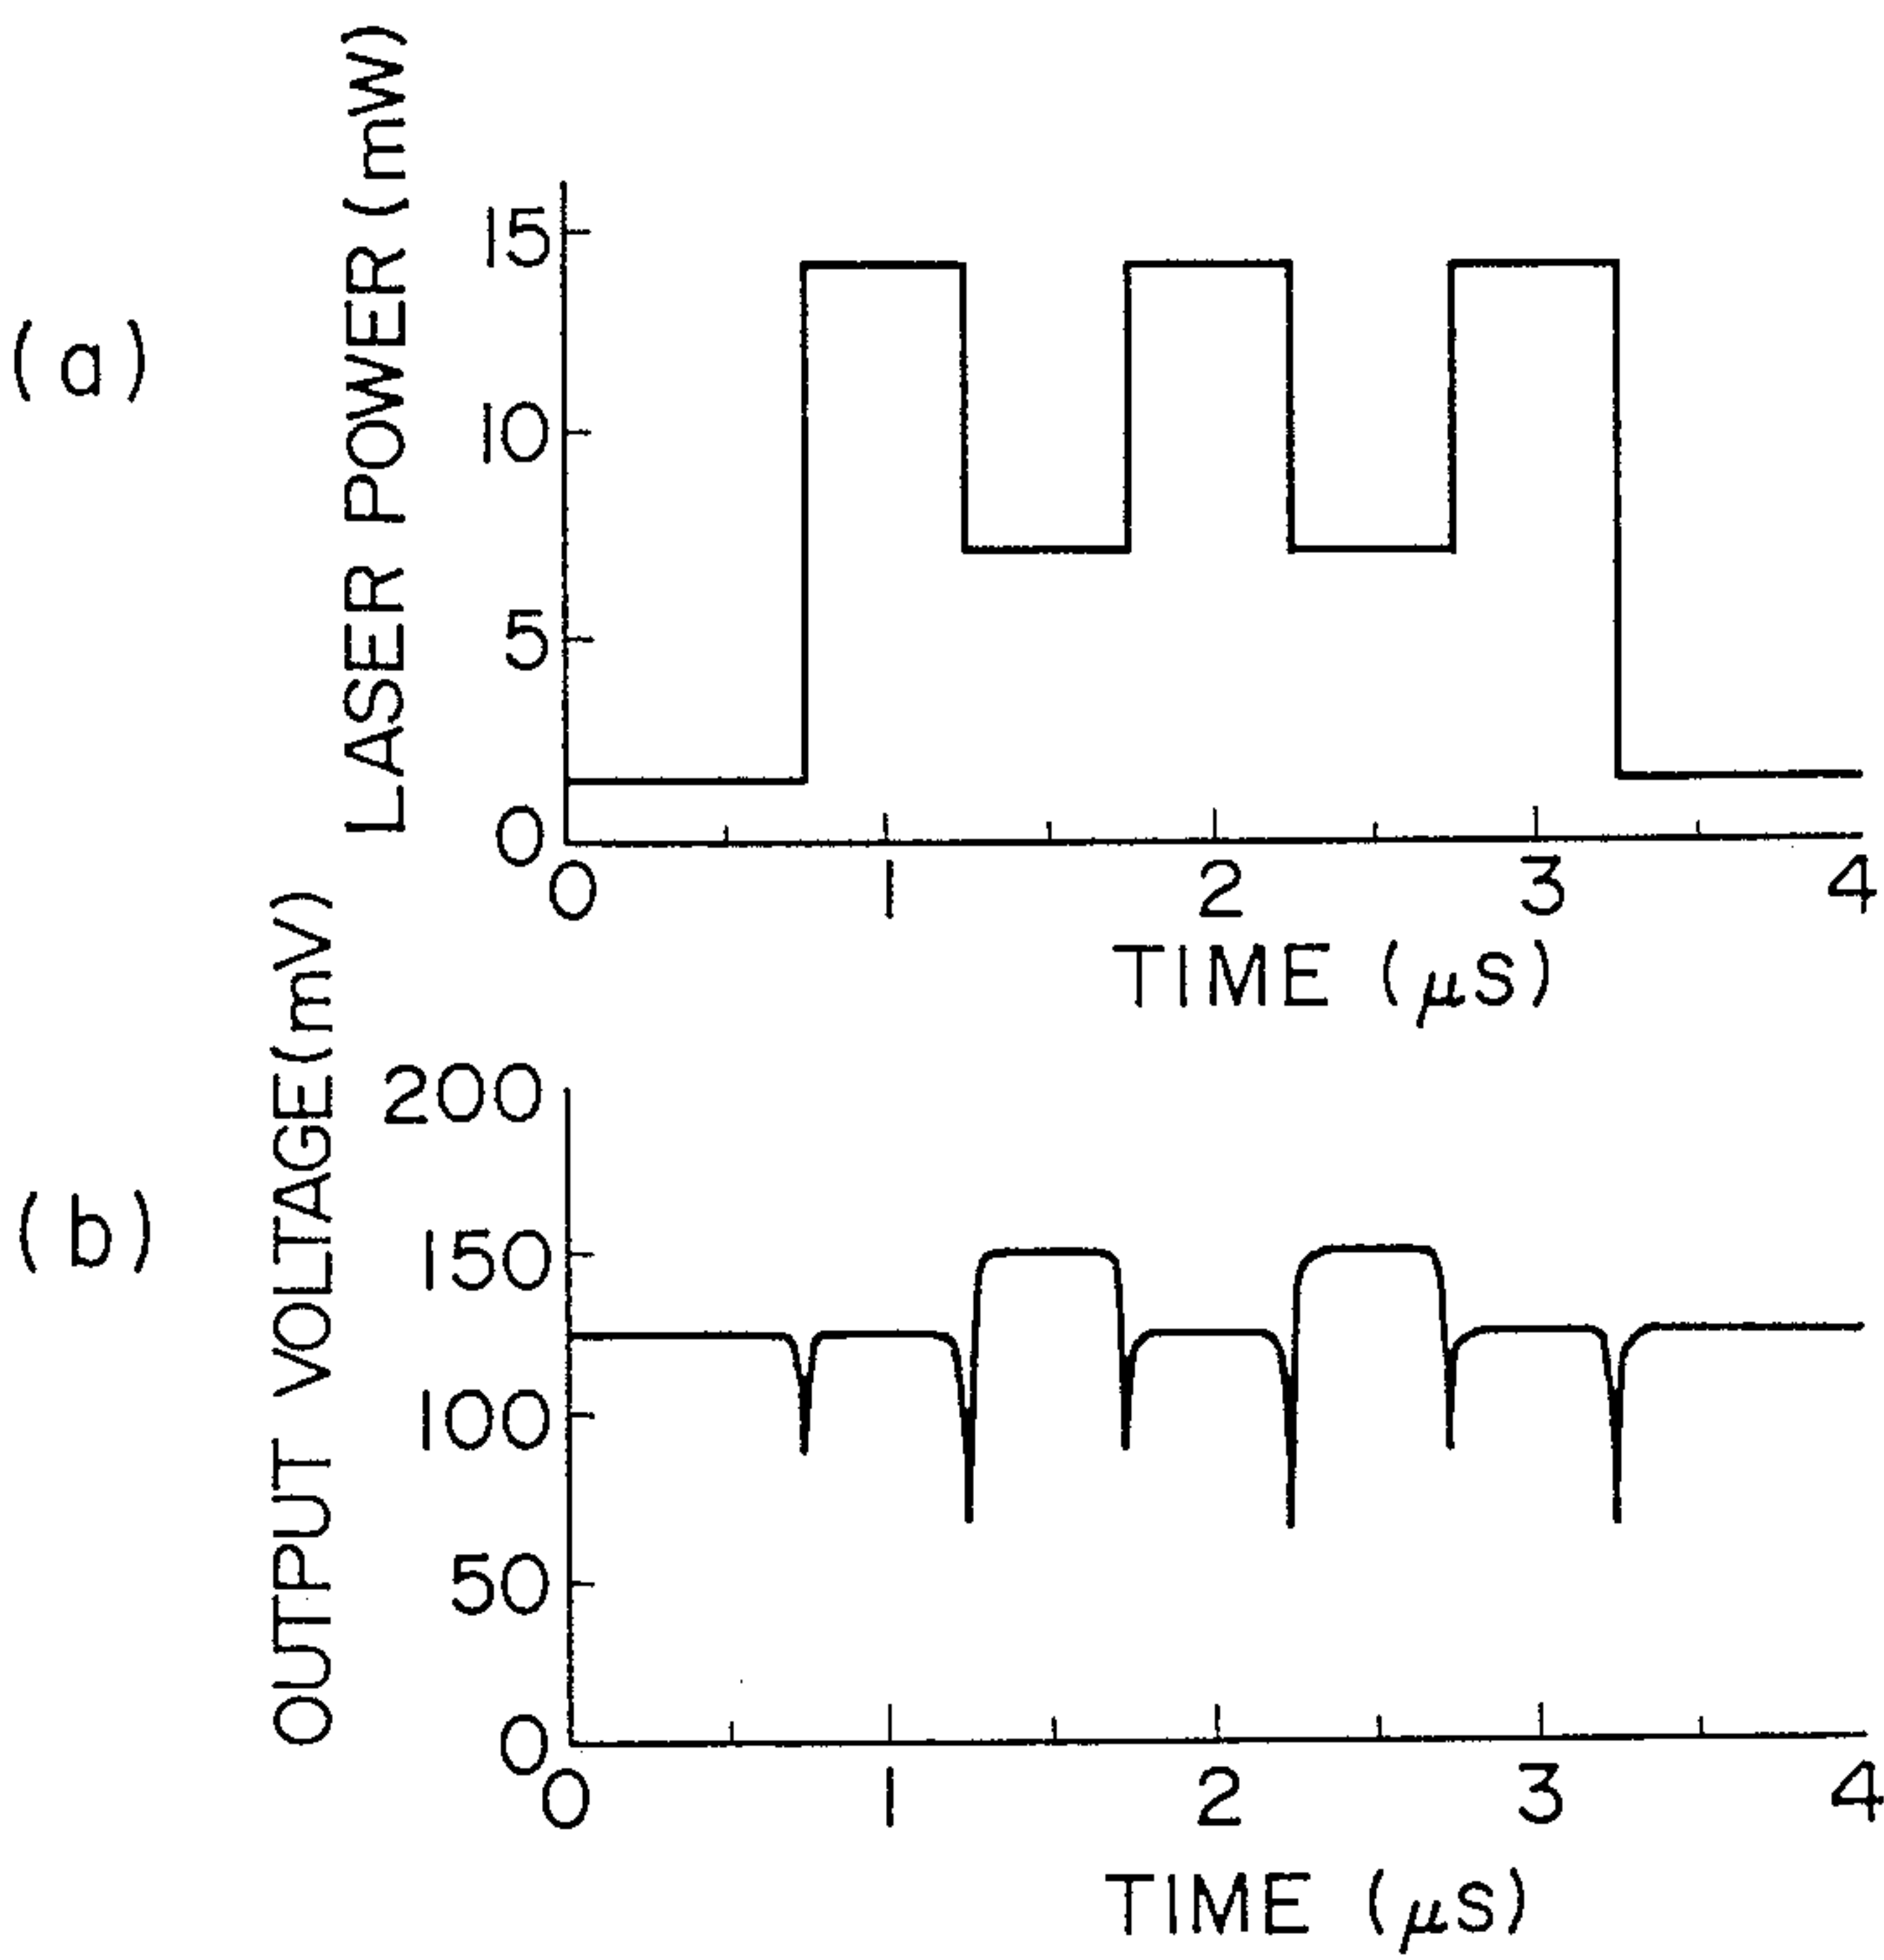 (a)
LASER POWER (mW)
15
10
5
0
0 1 2 3 4
TIME (μS)
(b)
OUTPUT VOLTAGE(mV)
200
150
100
50
0
0 1 2 3 4
TIME (μS)